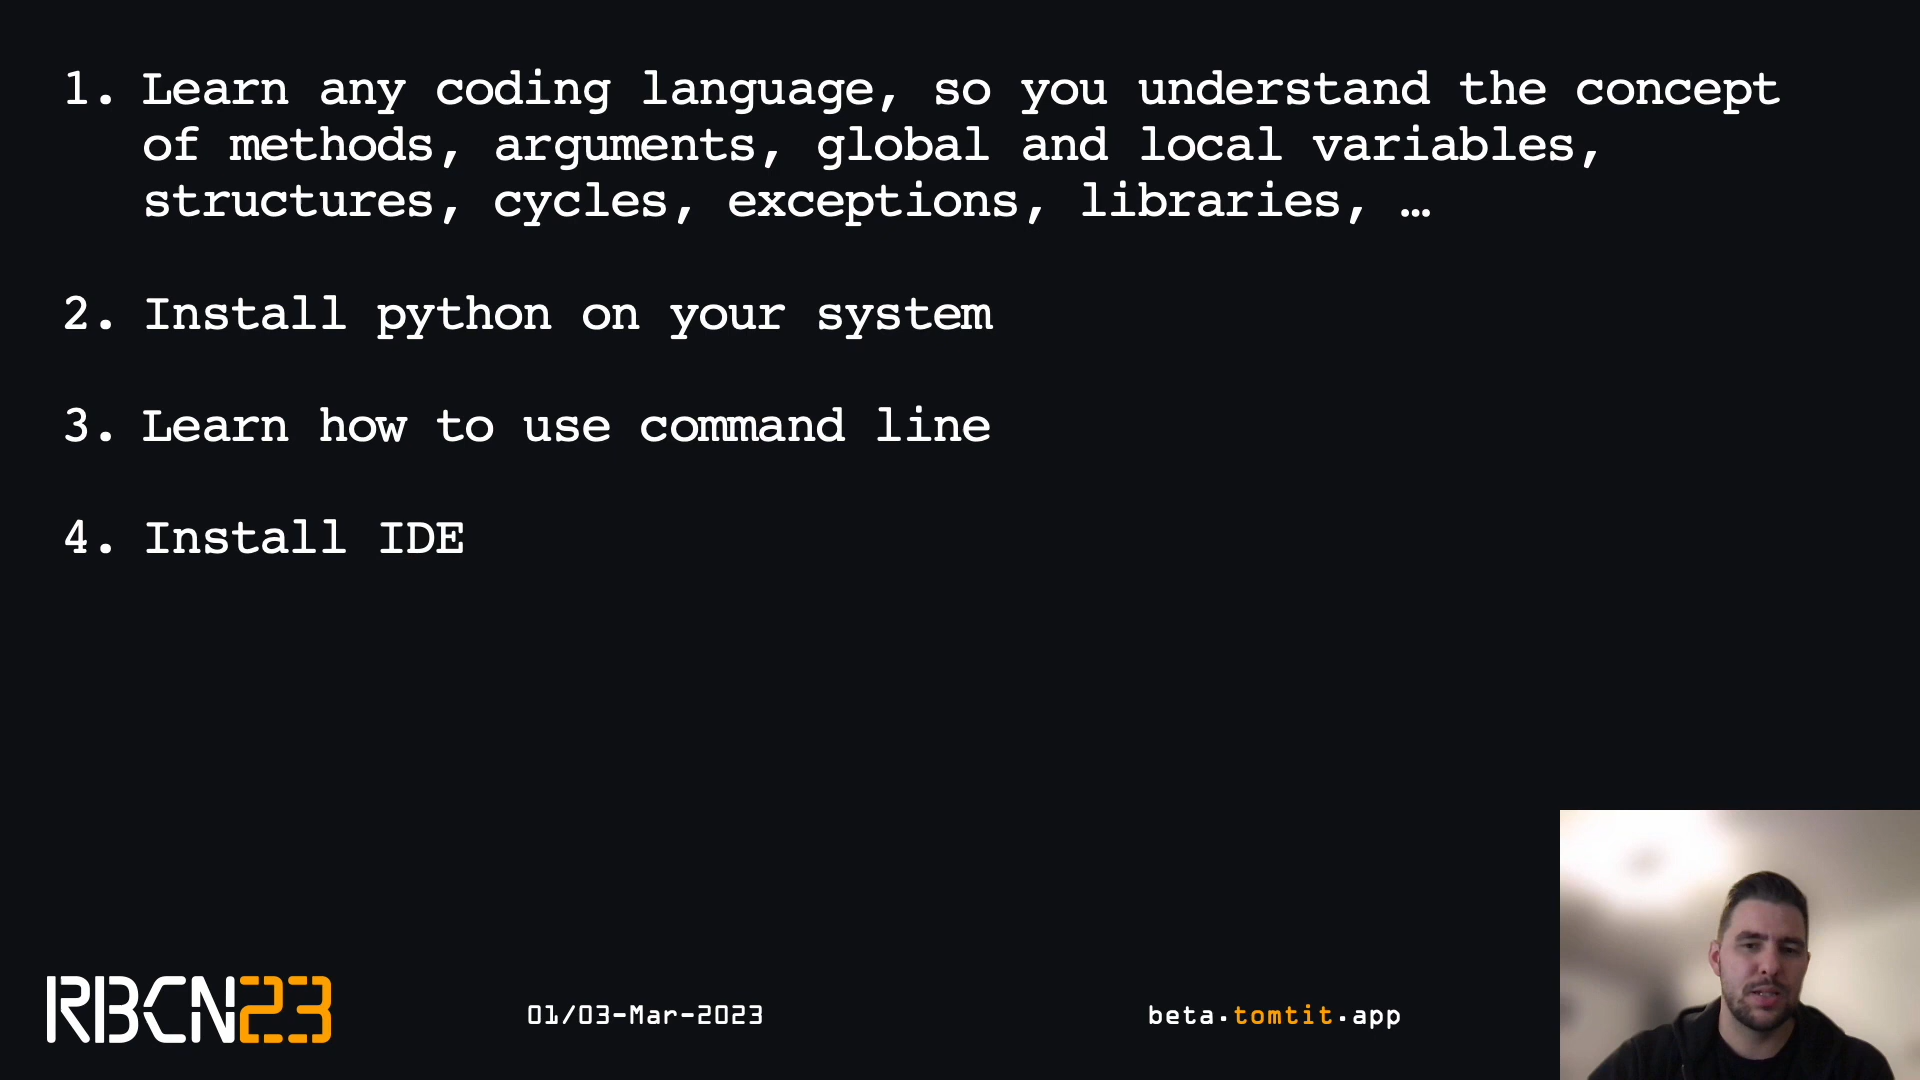 1. Learn any coding language, so you understand the concept
of methods, arguments, global and local variables,
structures, cycles, exceptions, libraries, …
2. Install python on your system
3. Learn how to use command line
4. Install IDE
RBCN23
01/03-Mar-2023
beta.tomtit.app